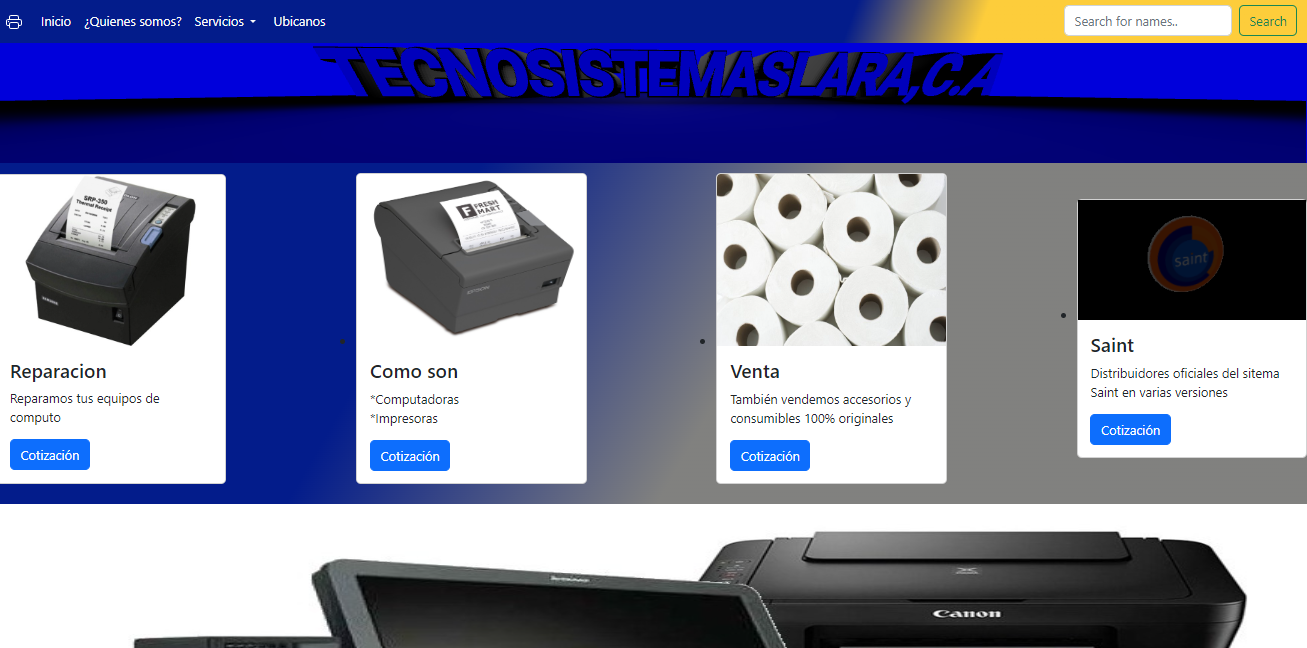 Inicio ¿Quienes somos? Servicios Ubicanos Search for names.. Search
TECNOSISTEMASLARA,C.A
SRP-350
Thermal Receipt
FRESH
MART
saint
Reparacion
Reparamos tus equipos de
computo
Cotización
Como son
*Computadoras
*Impresoras
Cotización
Venta
También vendemos accesorios y
consumibles 100% originales
Cotización
Saint
Distribuidores oficiales del sitema
Saint en varias versiones
Cotización
Canon